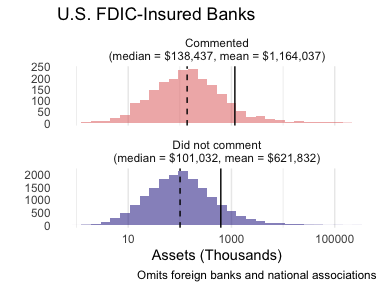 U.S. FDIC-Insured Banks
Commented
(median = $138,437, mean = $1,164,037)
250
200
150
100
50
0
Did not comment
(median = $101,032, mean = $621,832)
2000
1500
1000
500
0
10 1000 100000
Assets (Thousands)
Omits foreign banks and national associations